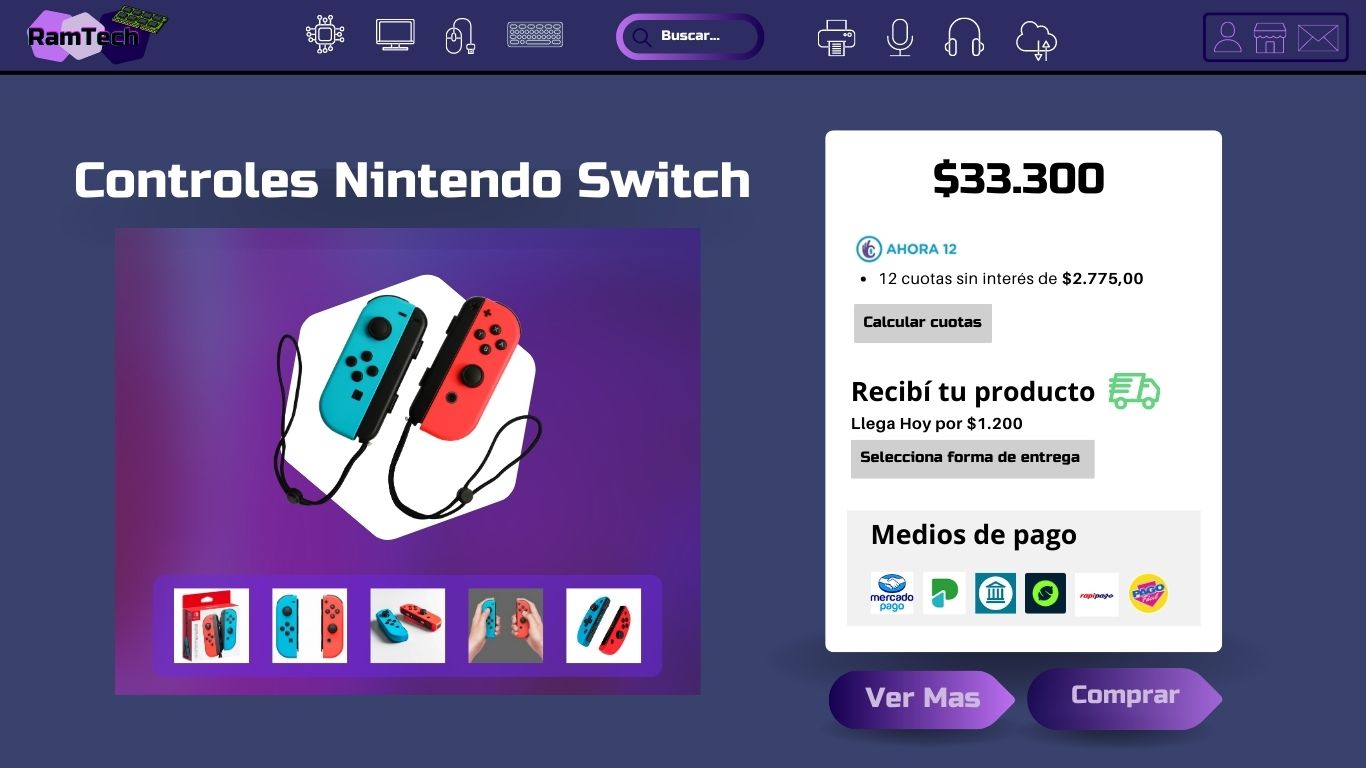 RamTech
Buscar...
Controles Nintendo Switch
$33.300
AHORA 12
• 12 cuotas sin interés de $2.775,00
Calcular cuotas
Recibí tu producto
Llega Hoy por $1.200
Selecciona forma de entrega
Medios de pago
mercado
pago
rapipago
PAGO
Ver Mas
Comprar